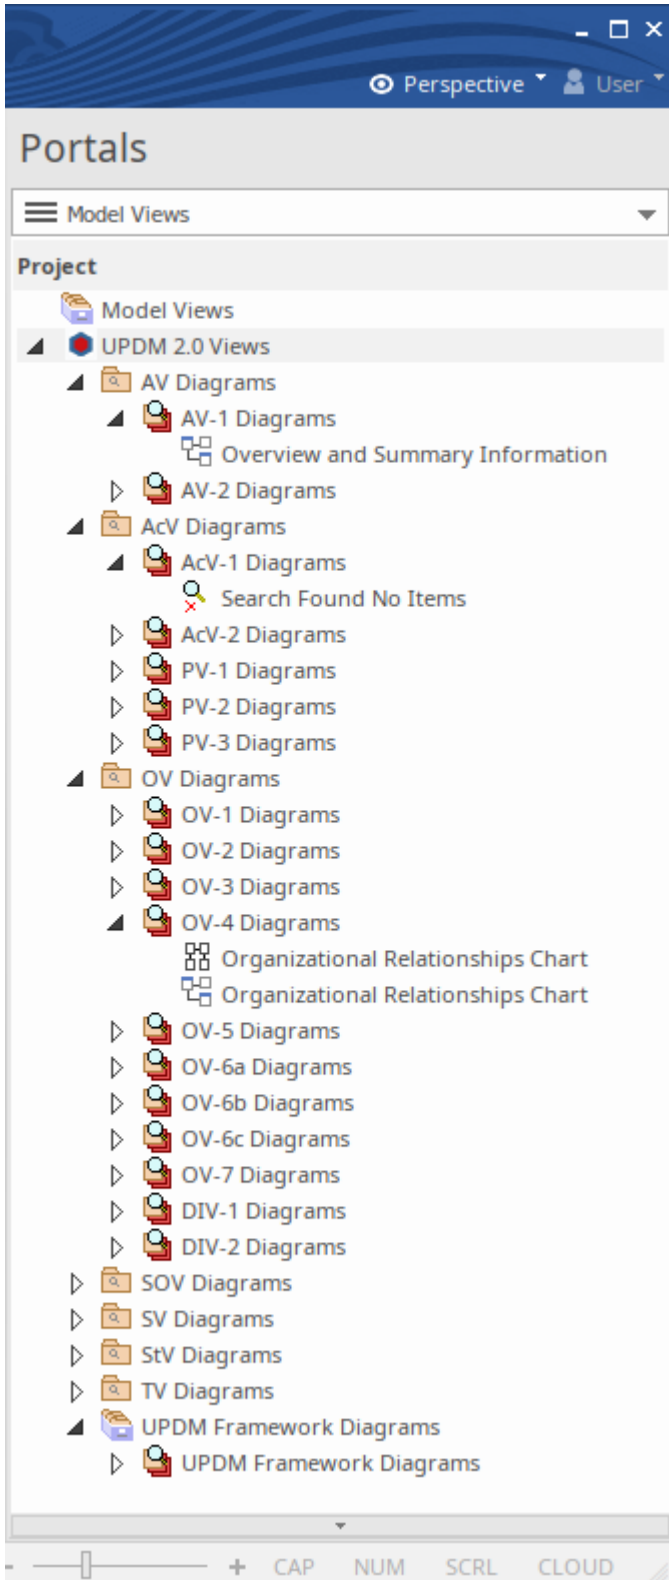 Perspective User
Portals
Model Views
Project
Model Views
UPDM 2.0 Views
AV Diagrams
AV-1 Diagrams
Overview and Summary Information
AV-2 Diagrams
AcV Diagrams
AcV-1 Diagrams
Search Found No Items
AcV-2 Diagrams
PV-1 Diagrams
PV-2 Diagrams
PV-3 Diagrams
OV Diagrams
OV-1 Diagrams
OV-2 Diagrams
OV-3 Diagrams
OV-4 Diagrams
Organizational Relationships Chart
Organizational Relationships Chart
OV-5 Diagrams
OV-6a Diagrams
OV-6b Diagrams
OV-6c Diagrams
OV-7 Diagrams
DIV-1 Diagrams
DIV-2 Diagrams
SOV Diagrams
SV Diagrams
StV Diagrams
TV Diagrams
UPDM Framework Diagrams
UPDM Framework Diagrams
CAP NUM SCRL CLOUD